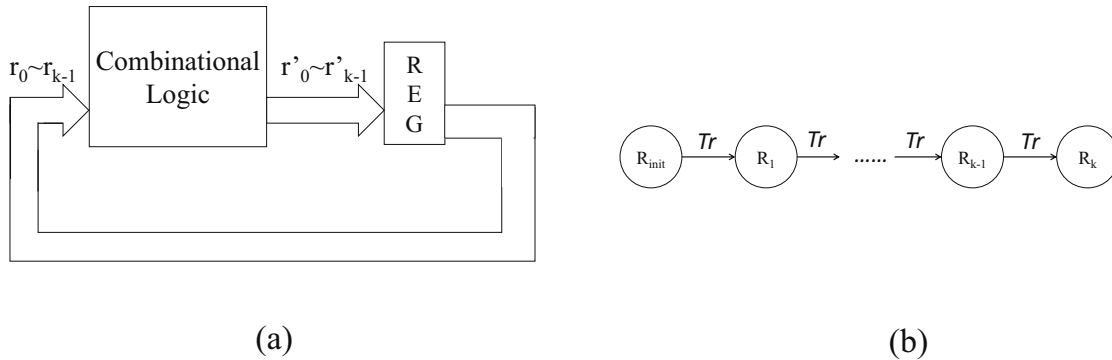 r0~rk-1
Combinational
Logic
r'0~r'k-1
R
E
G
(a)
Rinit
Tr
R1
Tr
......
Tr
Rk-1
Tr
Rk
(b)